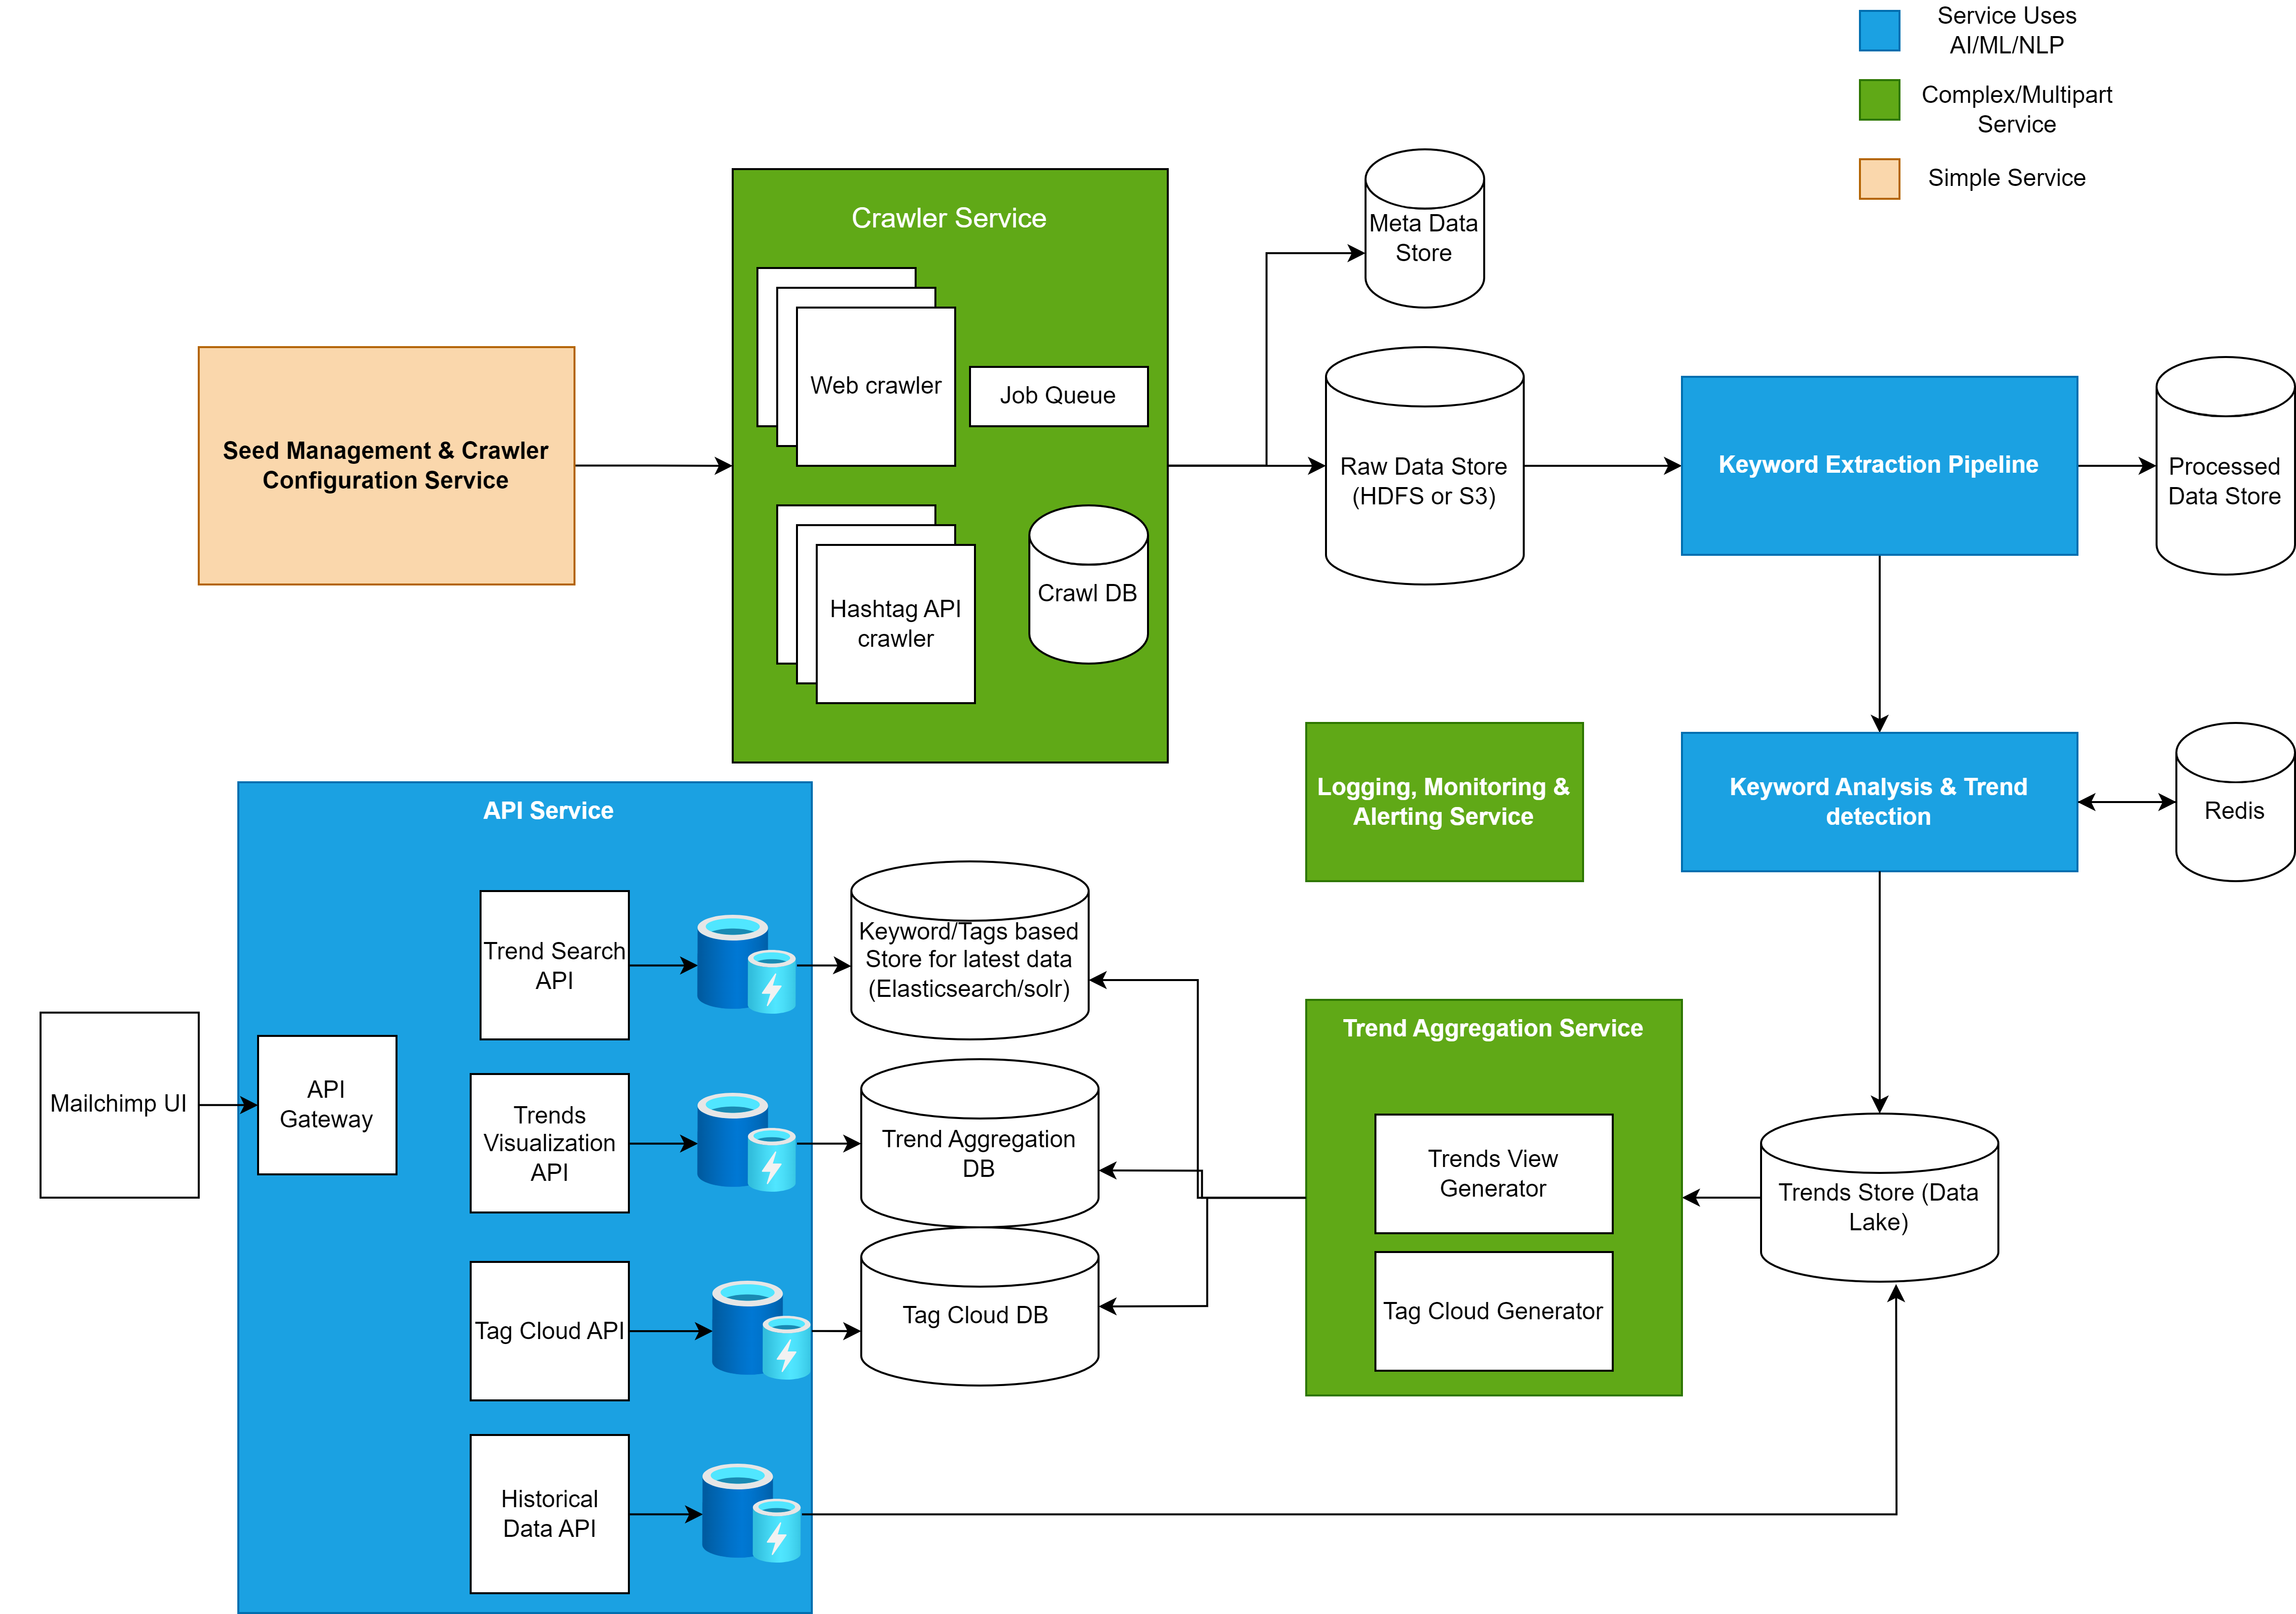 Service Uses
AI/ML/NLP
Complex/Multipart
Service
Simple Service
Crawler Service
Web crawler
Job Queue
Hashtag API
crawler
Crawl DB
Seed Management & Crawler
Configuration Service
Meta Data
Store
Raw Data Store
(HDFS or S3)
Keyword Extraction Pipeline
Processed
Data Store
Logging, Monitoring &
Alerting Service
Keyword Analysis & Trend
detection
Redis
API Service
Trend Search
API
Keyword/Tags based
Store for latest data
(Elasticsearch/solr)
Mailchimp UI
API
Gateway
Trends
Visualization
API
Trend Aggregation
DB
Trend Aggregation Service
Trends View
Generator
Tag Cloud Generator
Trends Store (Data
Lake)
Tag Cloud API
Tag Cloud DB
Historical
Data API